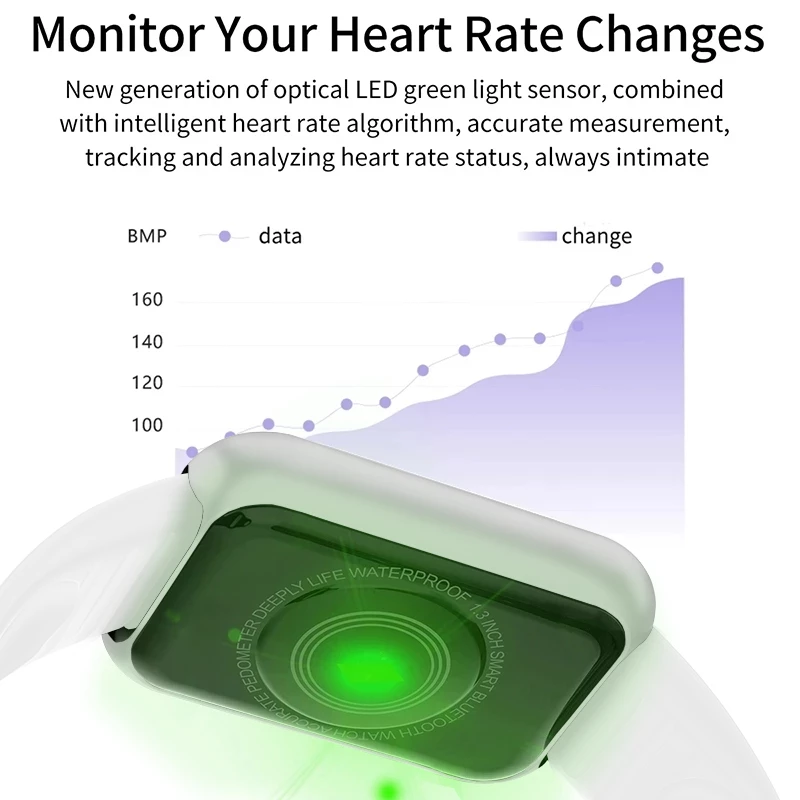 Monitor Your Heart Rate Changes
New generation of optical LED green light sensor, combined
with intelligent heart rate algorithm, accurate measurement,
tracking and analyzing heart rate status, always intimate
BMP data change
160
140
120
100
PEDOMETER DEEPLY LIFE WATERPROOF 1.3 INCH SMART BLUETOOTH WATCH ACCURATE